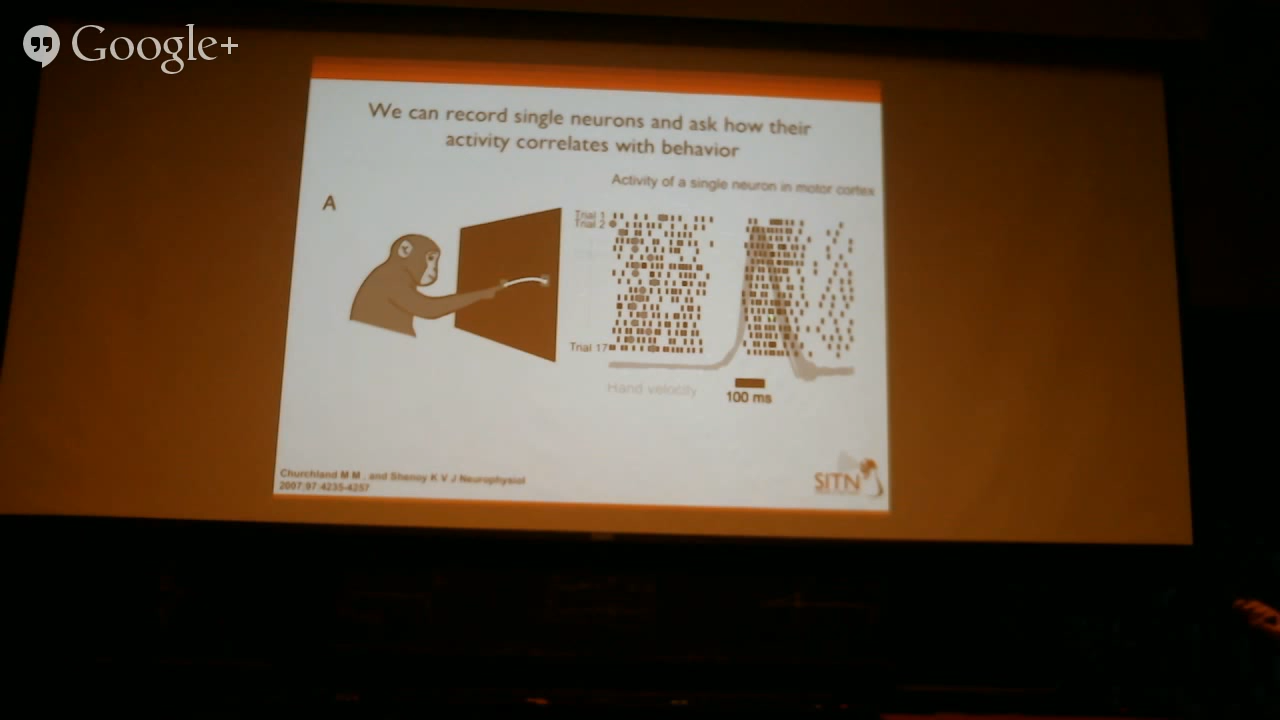 Google+
We can record single neurons and ask how their
activity correlates with behavior
Activity of a single neuron in motor cortex
A
Trial 1
Trial 2
Trial 17
Hand velocity
100 ms
Churchland M M , and Shenoy K V J Neurophysiol
2007;97:4235-4257
SITN